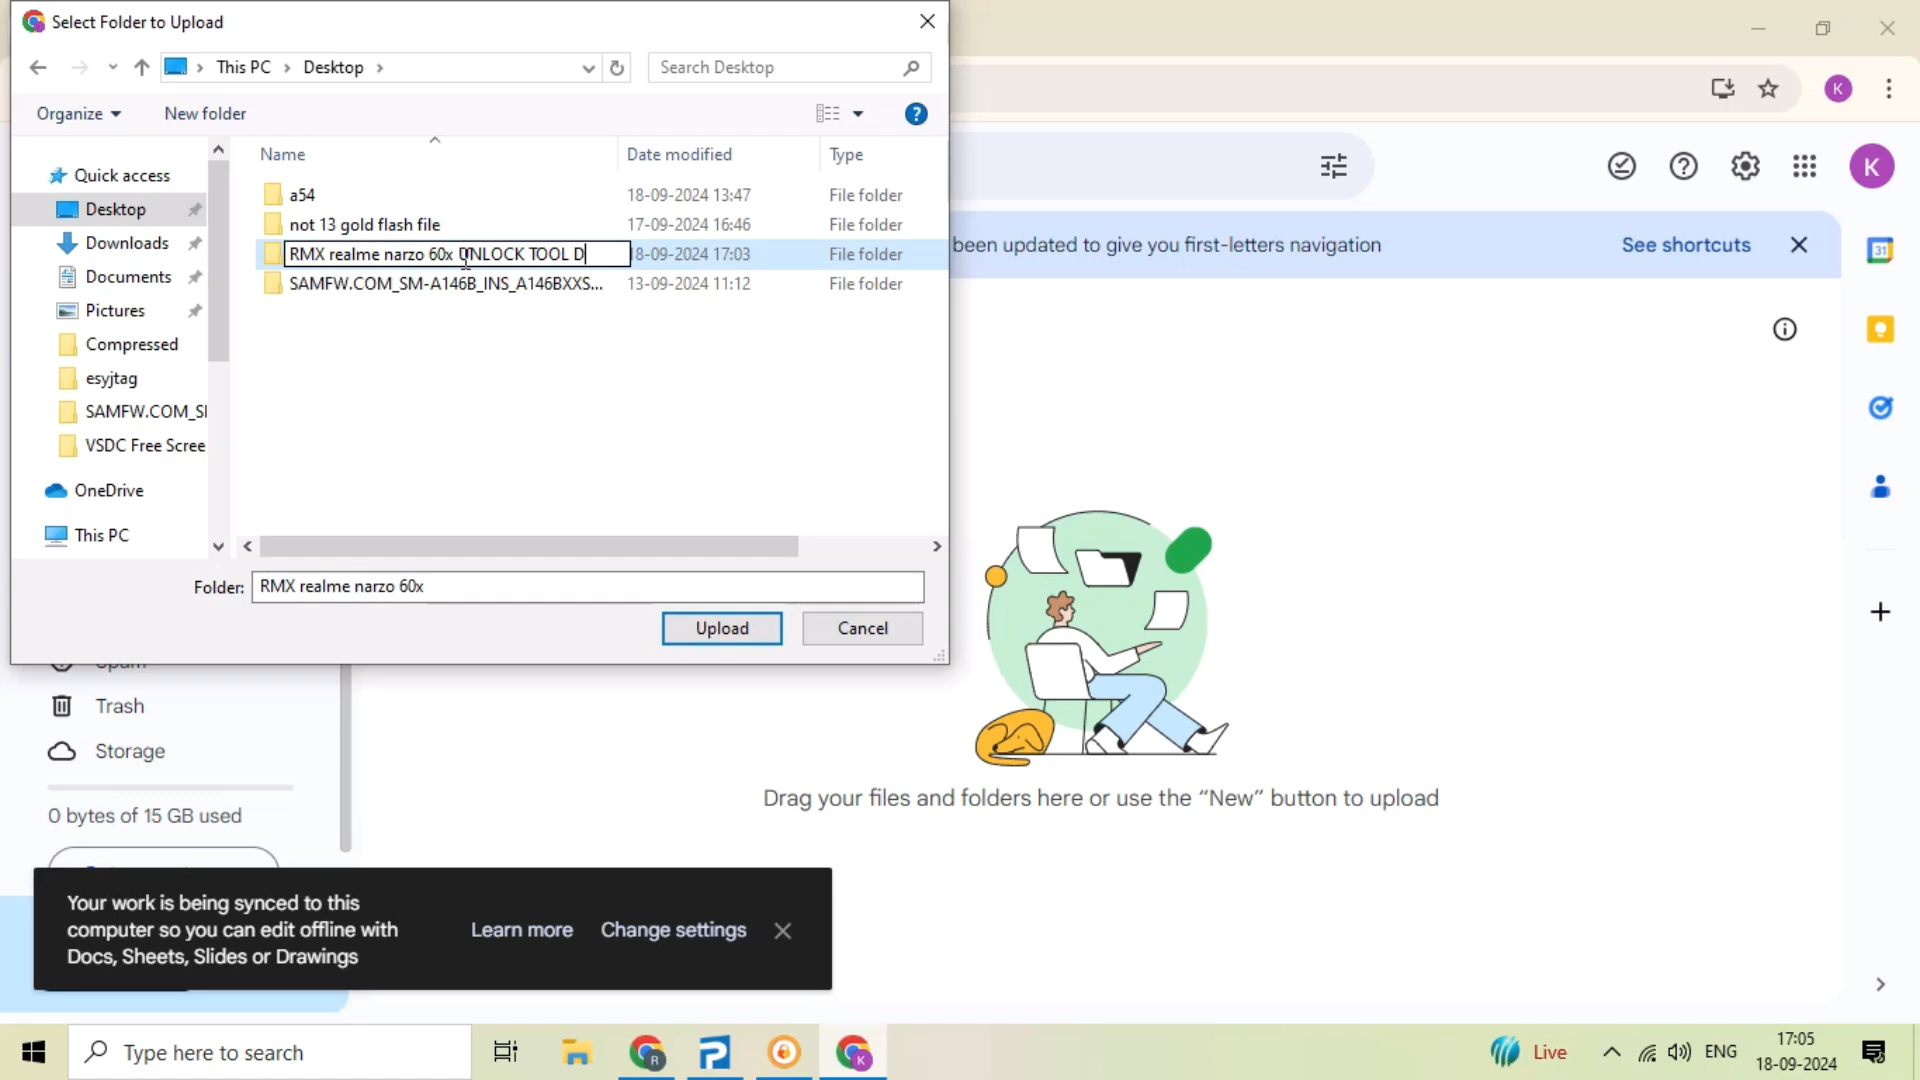 Select Folder to Upload
This PC
Desktop
Search Desktop
K
Organize
New folder
?
Name
Date modified
Type
K
Quick access
a54
18-09-2024 13:47
File folder
Desktop
not 13 gold flash file
17-09-2024 16:46
File folder
Downloads
RMX realme narzo 60x UNLOCK TOOL D
8-09-2024 17:03
File folder
been updated to give you first-letters navigation
See shortcuts
31
Documents
SAMFW.COM_SM-A146B_INS_A146BXXS...
13-09-2024 11:12
File folder
Pictures
Compressed
esyjtag
SAMFW.COM_S
VSDC Free Scree
OneDrive
This PC
Folder:
RMX realme narzo 60x
Upload
Cancel
Spam
Trash
Storage
0 bytes of 15 GB used
Drag your files and folders here or use the “New” button to upload
Your work is being synced to this
computer so you can edit offline with
Docs, Sheets, Slides or Drawings
Learn more
Change settings
Type here to search
R
K
Live
ENG
17:05
18-09-2024